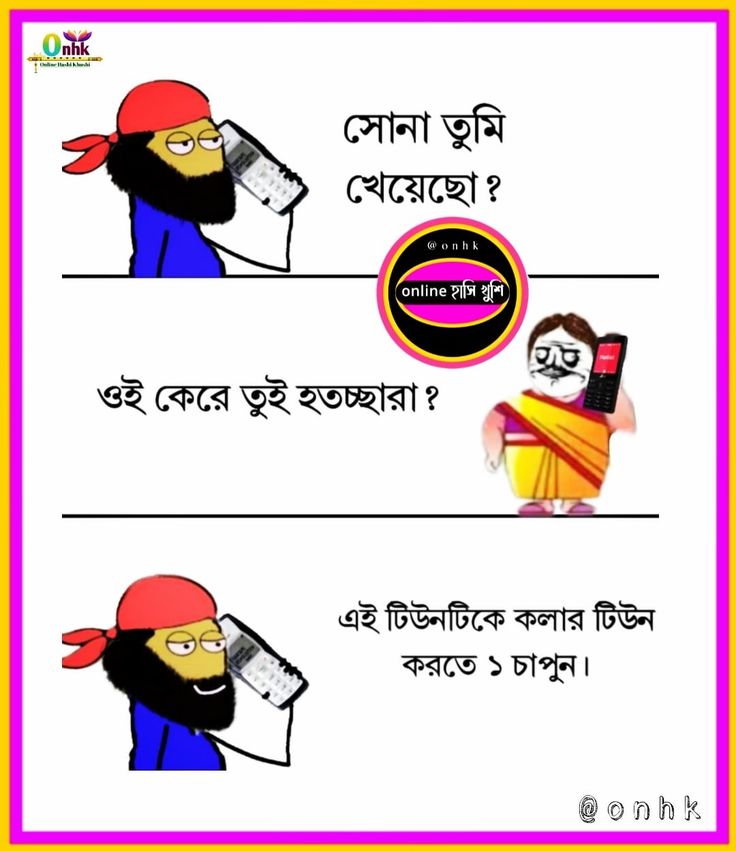 Onhk
Online Hashi Khushi
সোনা তুমি
খেয়েছো?
@onhk
online হাসি খুশি
ওই কেরে তুই হতচ্ছারা?
এই টিউনটিকে কলার টিউন
করতে ১ চাপুন।
@onhk